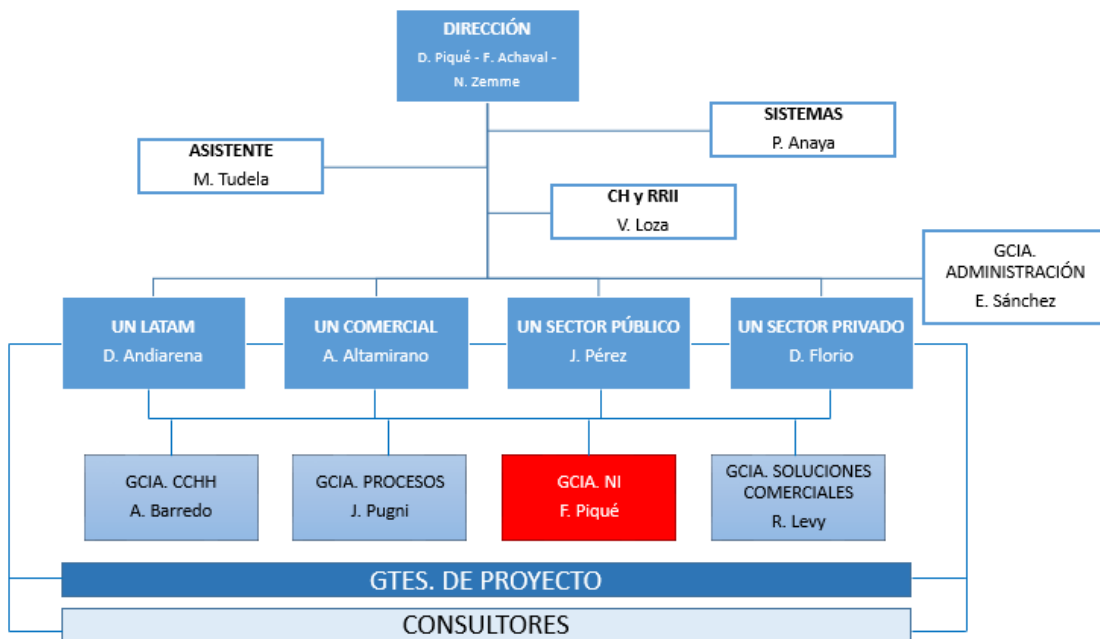 DIRECCIÓN
D. Piqué - F. Achaval -
N. Zemme
SISTEMAS
P. Anaya
ASISTENTE
M. Tudela
CH y RRII
V. Loza
GCIA.
ADMINISTRACIÓN
E. Sánchez
UN LATAM
D. Andiarena
UN COMERCIAL
A. Altamirano
UN SECTOR PÚBLICO
J. Pérez
UN SECTOR PRIVADO
D. Florio
GCIA. CCHH
A. Barredo
GCIA. PROCESOS
J. Pugni
GCIA. NI
F. Piqué
GCIA. SOLUCIONES
COMERCIALES
R. Levy
GTES. DE PROYECTO
CONSULTORES